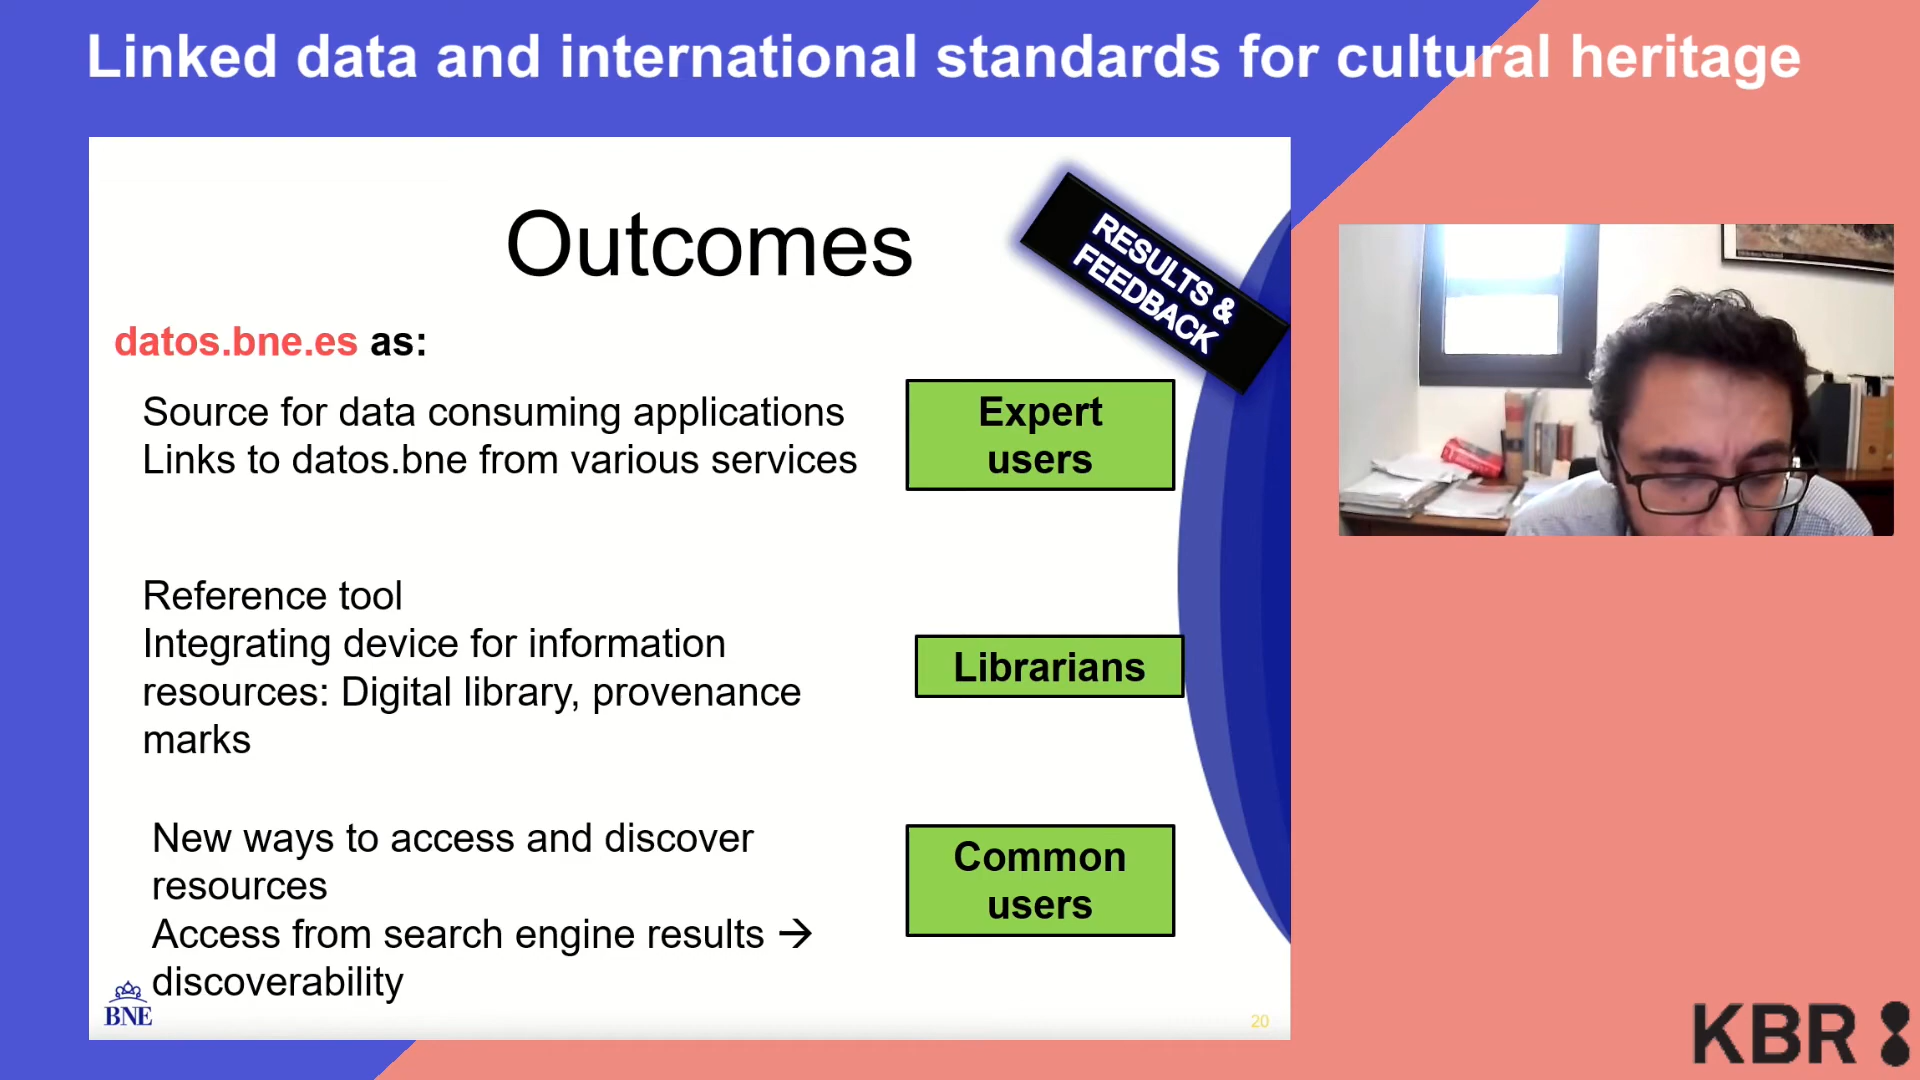 Linked data and international standards for cultural heritage
Outcomes
RESULTS &
FEEDBACK
datos.bne.es as:
Source for data consuming applications
Links to datos.bne from various services
Expert
users
Reference tool
Integrating device for information
resources: Digital library, provenance
marks
Librarians
New ways to access and discover
resources
Access from search engine results →
discoverability
Common
users
BNE
20
KBR